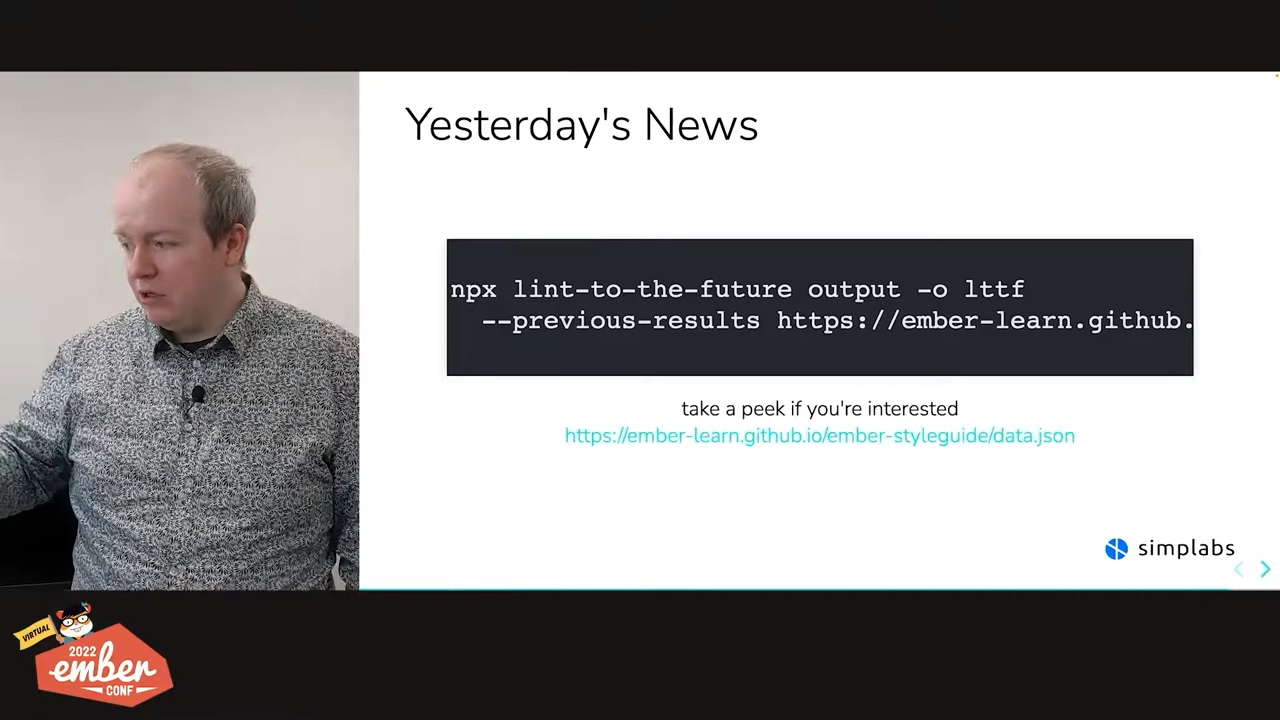 Yesterday's News
npx lint-to-the-future output -o lttf
--previous-results https://ember-learn.github.
take a peek if you're interested
https://ember-learn.github.io/ember-styleguide/data.json
simplabs
VIRTUAL
2022
ember
CONF